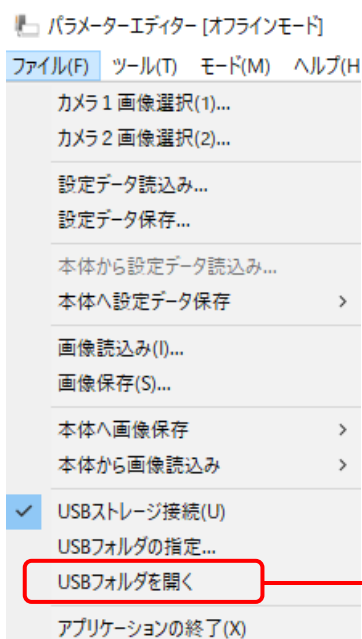 パラメーターエディター [オフラインモード]
ファイル(F) ツール(T) モード(M) ヘルプ(H
カメラ1画像選択(1)...
カメラ2画像選択(2)...
設定データ読込み...
設定データ保存...
本体から設定データ読込み...
本体へ設定データ保存 >
画像読込み(I)...
画像保存(S)...
本体へ画像保存 >
本体から画像読込み >
✓ USBストレージ接続(U)
USBフォルダの指定...
USBフォルダを開く
アプリケーションの終了(X)